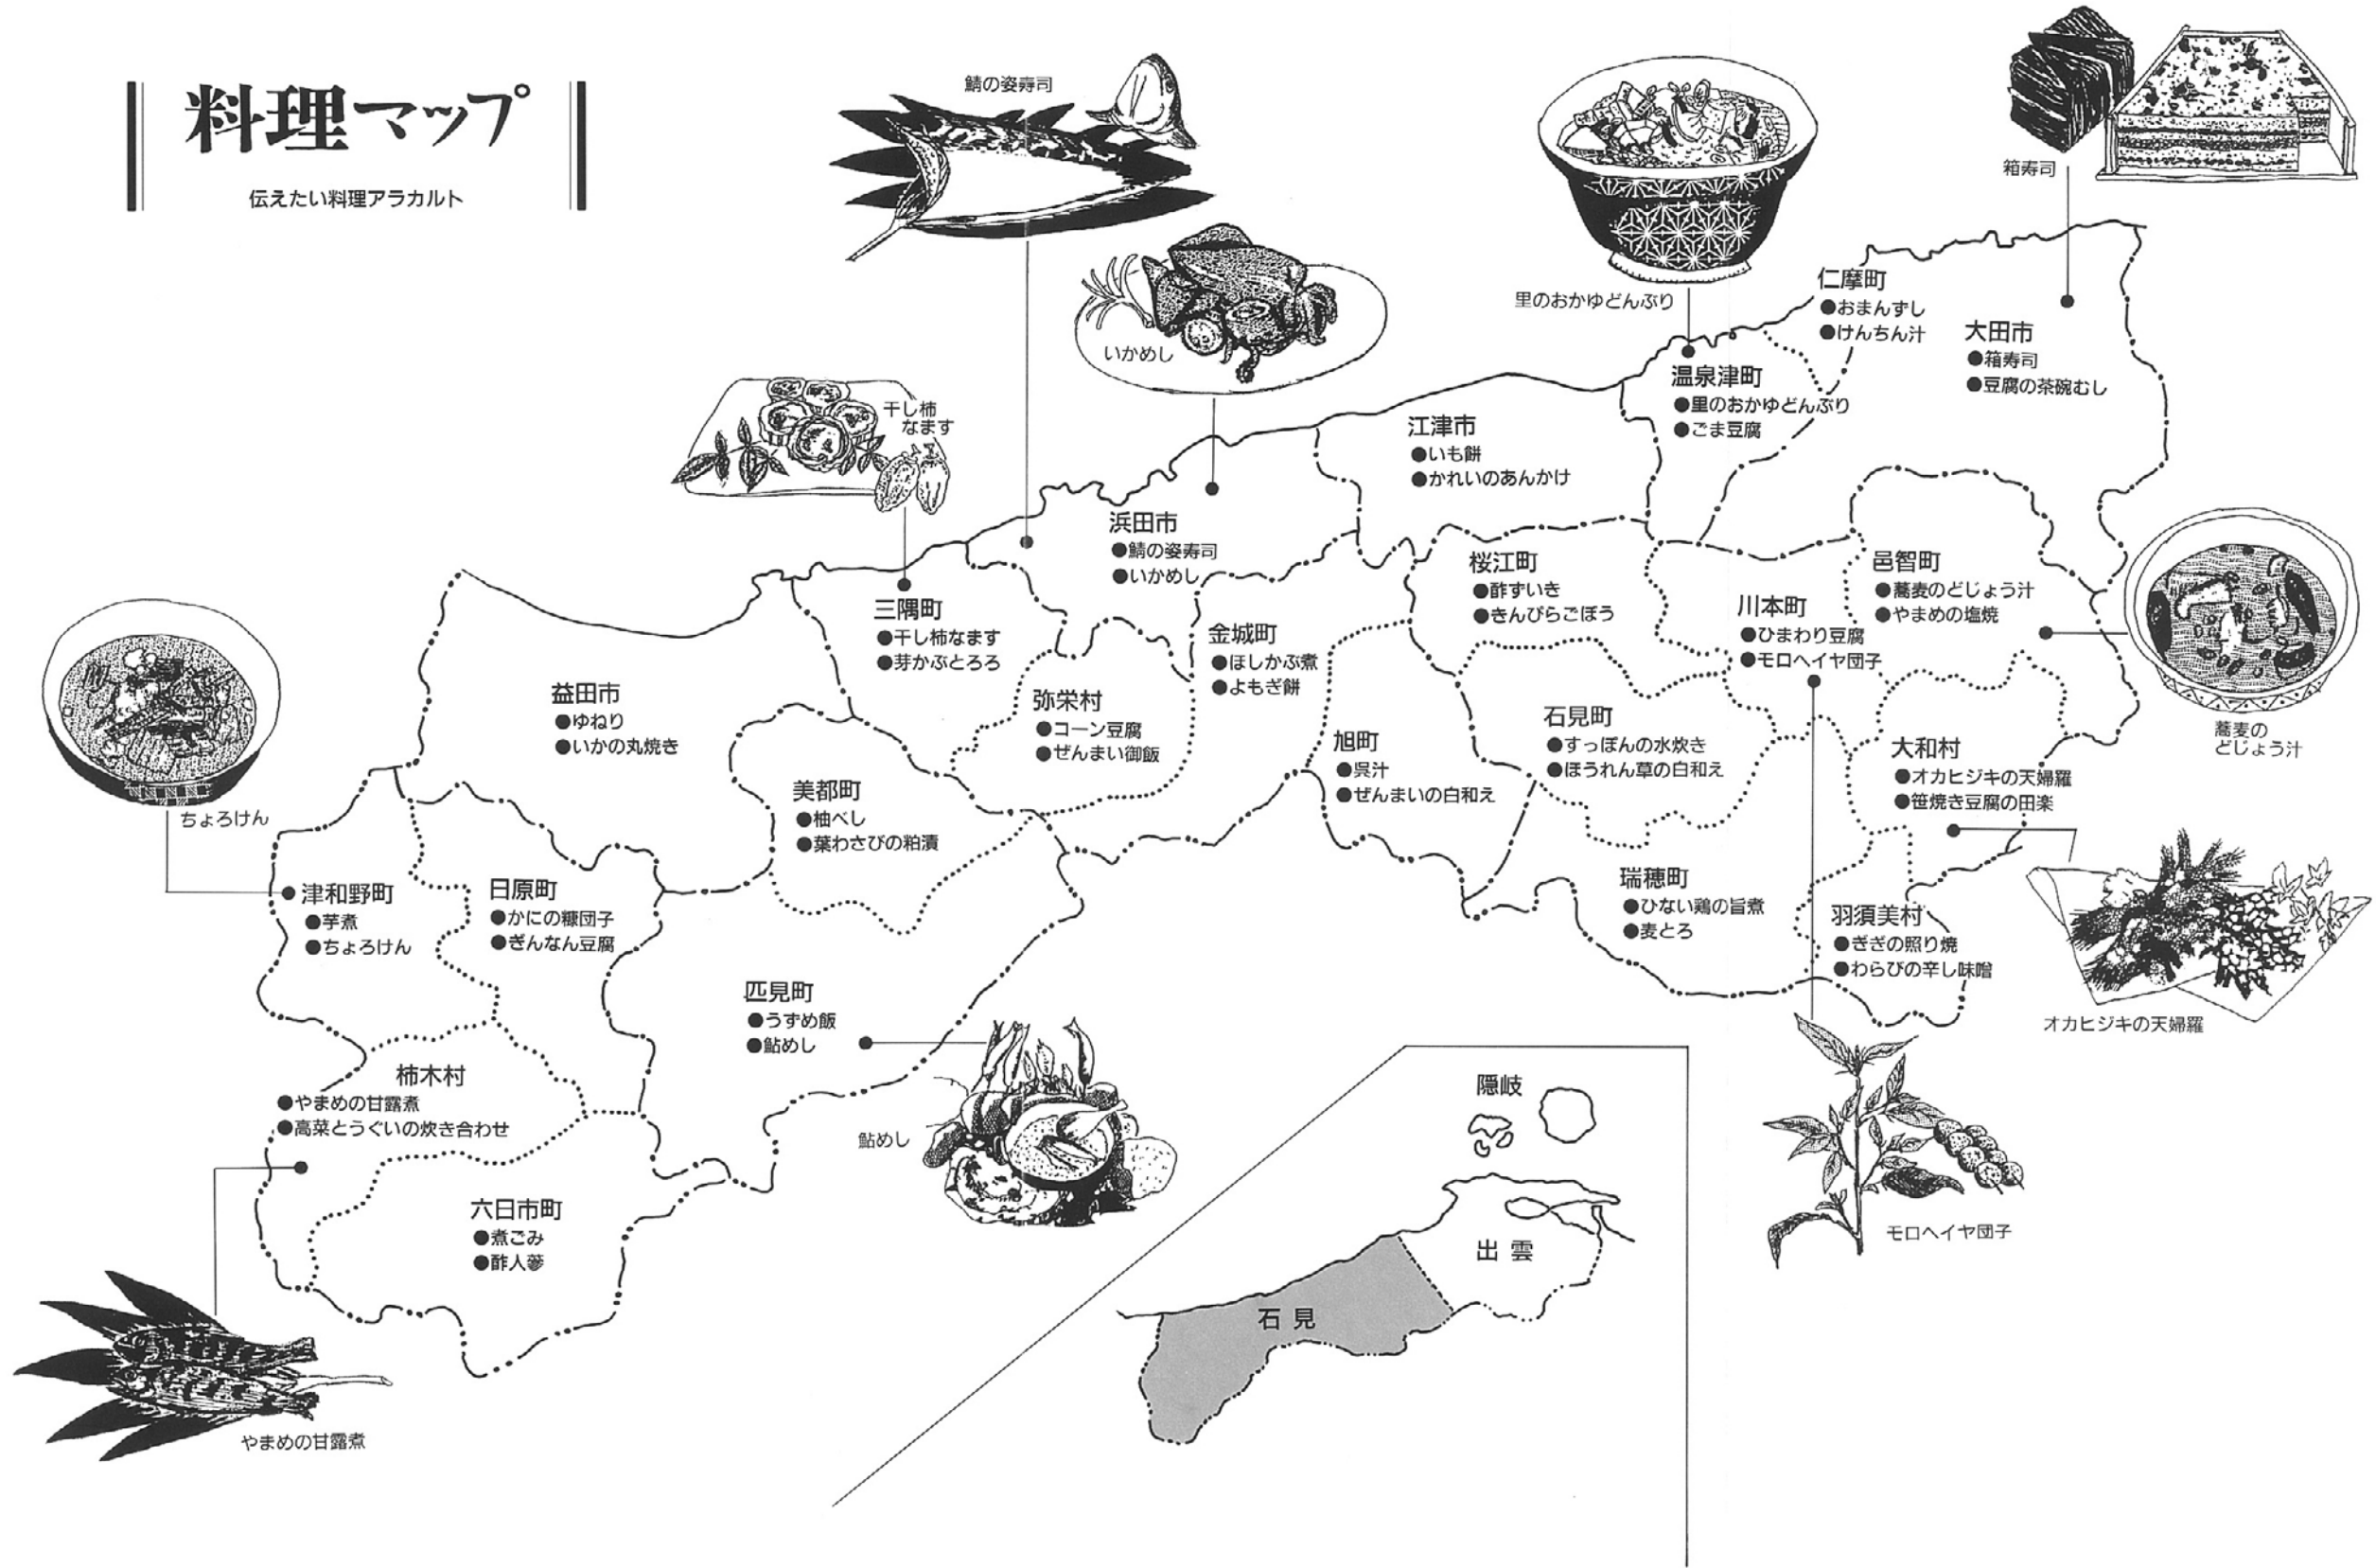 料理マップ
伝えたい料理アラカルト
鯖の姿寿司
いかめし
干し柿
なます
里のおかゆどんぶり
箱寿司
仁摩町
●おまんずし
●けんちん汁
大田市
●箱寿司
●豆腐の茶碗むし
温泉津町
●里のおかゆどんぶり
●ごま豆腐
江津市
●いも餅
●かれいのあんかけ
浜田市
●鯖の姿寿司
●いかめし
桜江町
●酢ずいき
●きんぴらごぼう
邑智町
●蕎麦のどじょう汁
●やまめの塩焼
川本町
●ひまわり豆腐
●モロヘイヤ団子
三隅町
●干し柿なます
●芽かぶとろろ
金城町
●ほしかぶ煮
●よもぎ餅
弥栄村
●コーン豆腐
●ぜんまい御飯
益田市
●ゆねり
●いかの丸焼き
石見町
●すっぽんの水炊き
●ほうれん草の白和え
旭町
●呉汁
●ぜんまいの白和え
大和村
●オカヒジキの天婦羅
●笹焼き豆腐の田楽
蕎麦の
どじょう汁
美都町
●柚べし
●葉わさびの粕漬
ちょろけん
津和野町
●芋煮
●ちょろけん
日原町
●かにの糠団子
●ぎんなん豆腐
瑞穂町
●ひない鶏の旨煮
●麦とろ
羽須美村
●ぎぎの照り焼
●わらびの辛し味噌
オカヒジキの天婦羅
匹見町
●うずめ飯
●鮎めし
鮎めし
柿木村
●やまめの甘露煮
●高菜とうぐいの炊き合わせ
六日市町
●煮ごみ
●酢人蔘
やまめの甘露煮
モロヘイヤ団子
隠岐
出雲
石見